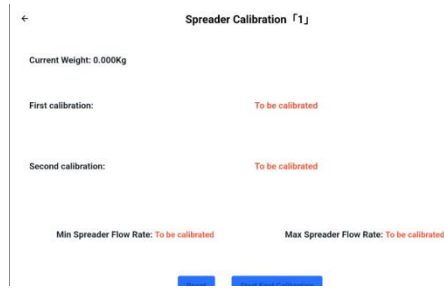 Spreader Calibration「1」
Current Weight: 0.000Kg
First calibration: To be calibrated
Second calibration: To be calibrated
Min Spreader Flow Rate: To be calibrated Max Spreader Flow Rate: To be calibrated